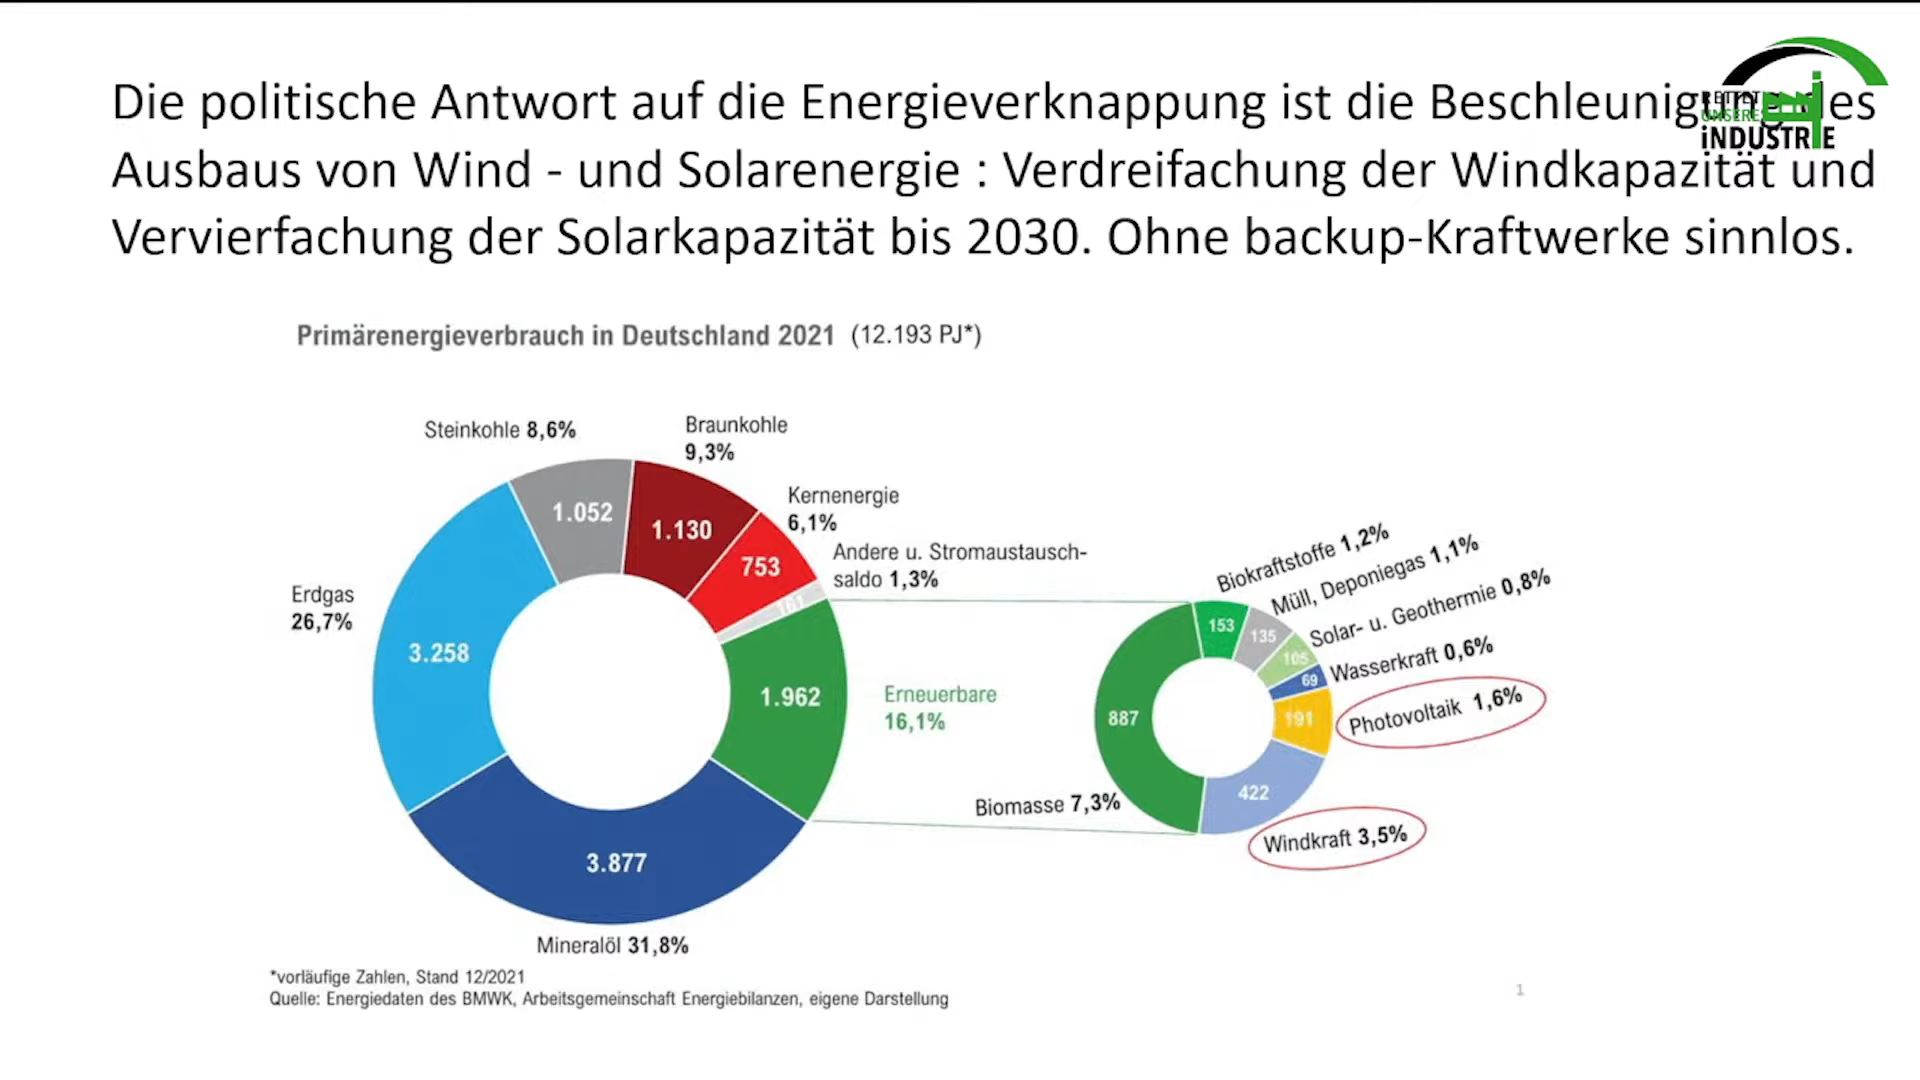 Die politische Antwort auf die Energieverknappung ist die Beschleunigung des
Ausbaus von Wind - und Solarenergie : Verdreifachung der Windkapazität und
Vervierfachung der Solarkapazität bis 2030. Ohne backup-Kraftwerke sinnlos.
RETTET
UNSERE
iNDUSTRiE
Primärenergieverbrauch in Deutschland 2021 (12.193 PJ*)
Steinkohle 8,6%
Braunkohle
9,3%
Kernenergie
6,1%
Andere u. Stromaustausch-
saldo 1,3%
Erdgas
26,7%
1.052
1.130
753
161
3.258
1.962
3.877
Erneuerbare
16,1%
Mineralöl 31,8%
Biokraftstoffe 1,2%
Müll, Deponiegas 1,1%
Solar- u. Geothermie 0,8%
Wasserkraft 0,6%
Photovoltaik 1,6%
Windkraft 3,5%
Biomasse 7,3%
153
135
105
69
191
422
887
*vorläufige Zahlen, Stand 12/2021
Quelle: Energiedaten des BMWK, Arbeitsgemeinschaft Energiebilanzen, eigene Darstellung
1